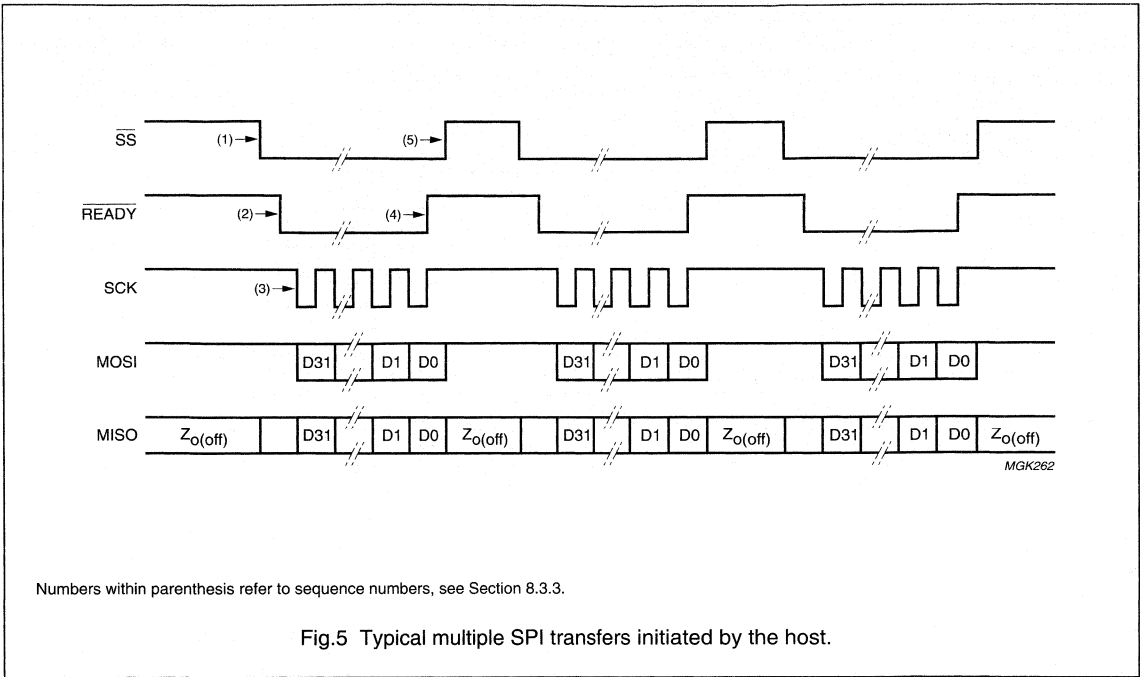 SS (1) (5)
READY (2) (4)
SCK (3)
MOSI D31 D1 D0 D31 D1 D0 D31 D1 D0
MISO Zo(off) D31 D1 D0 Zo(off) D31 D1 D0 Zo(off) D31 D1 D0 Zo(off)
MGK262
Numbers within parenthesis refer to sequence numbers, see Section 8.3.3.
Fig.5 Typical multiple SPI transfers initiated by the host.